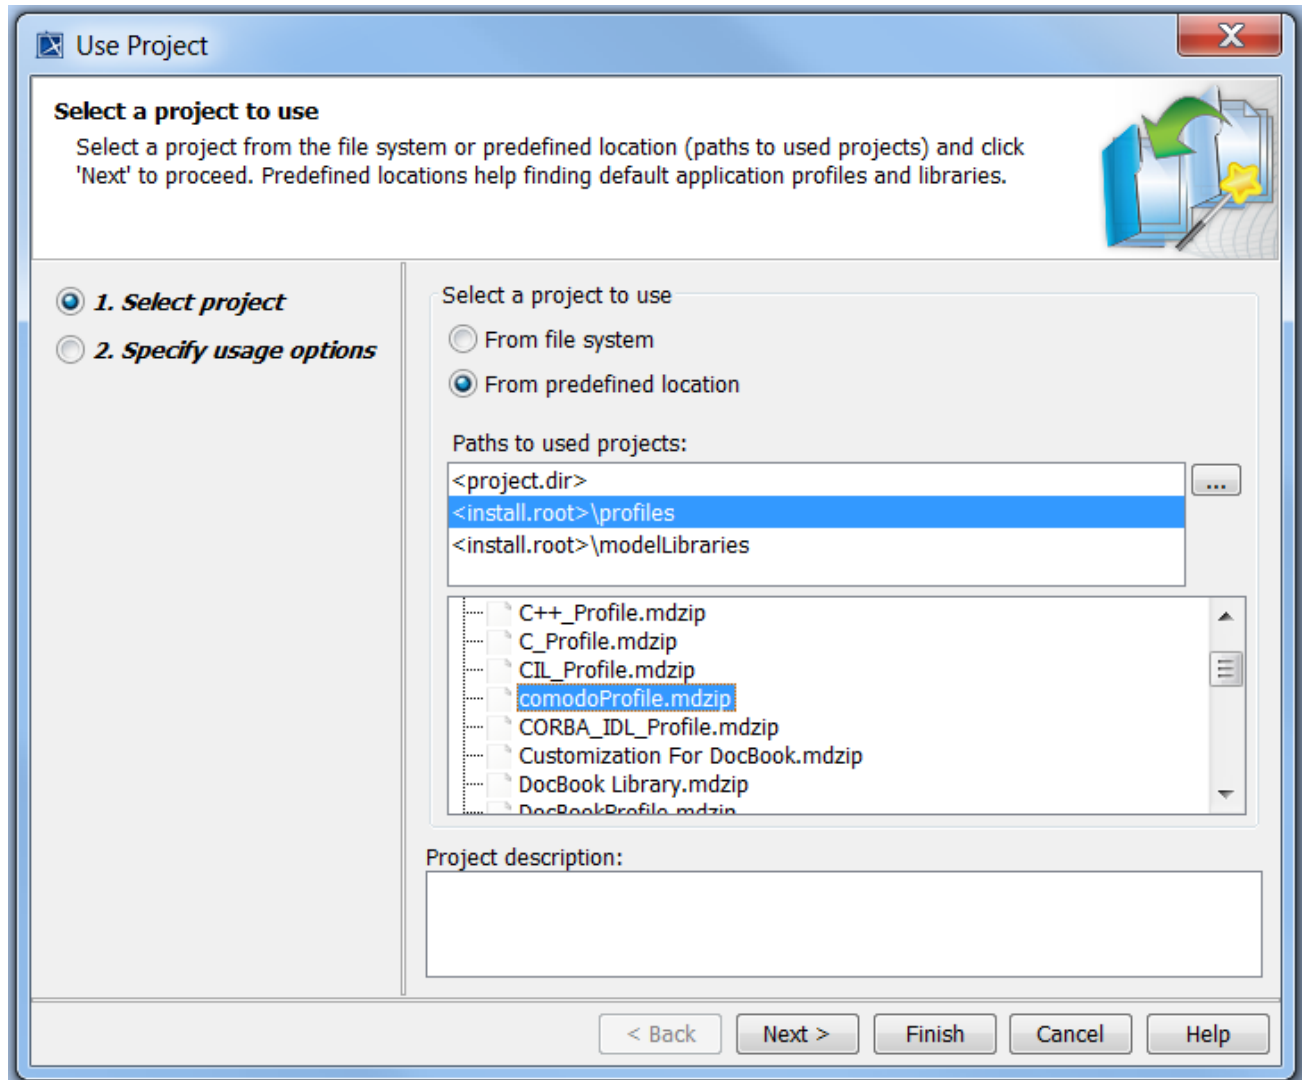 Use Project
X
Select a project to use
Select a project from the file system or predefined location (paths to used projects) and click
'Next' to proceed. Predefined locations help finding default application profiles and libraries.
1. Select project
2. Specify usage options
Select a project to use
From file system
From predefined location
Paths to used projects:
<project.dir>
...
<install.root>\profiles
<install.root>\modelLibraries
C++_Profile.mdzip
C_Profile.mdzip
CIL_Profile.mdzip
comodoProfile.mdzip
CORBA_IDL_Profile.mdzip
Customization For DocBook.mdzip
DocBook Library.mdzip
DocBookProfile.mdzip
Project description:
< Back
Next >
Finish
Cancel
Help